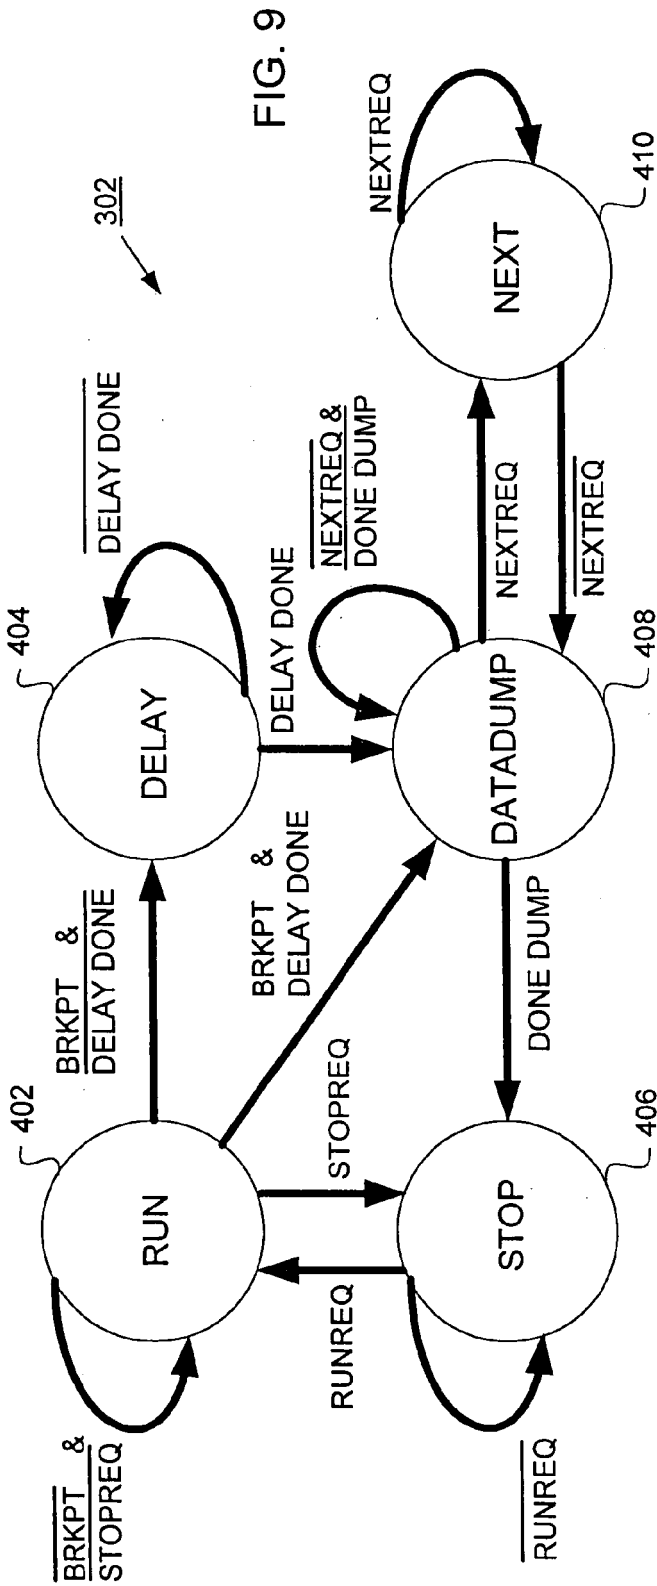 FIG. 9
302
404
DELAY DONE
DELAY
402
BRKPT &
DELAY DONE
RUN
BRKPT &
STOPREQ
DELAY DONE
BRKPT &
DELAY DONE
NEXTREQ &
DONE DUMP
NEXTREQ
STOPREQ
RUNREQ
NEXTREQ
NEXT
410
NEXTREQ
DATADUMP
408
DONE DUMP
STOP
406
RUNREQ